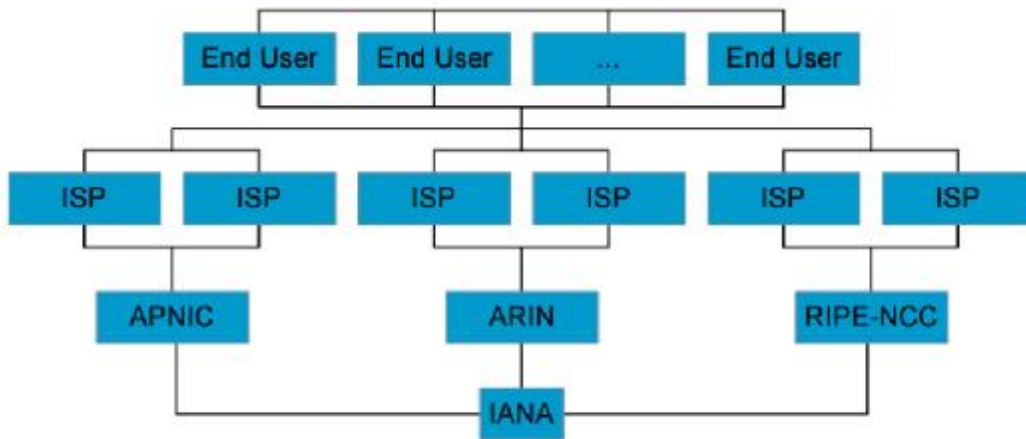 End User
End User
...
End User
ISP
ISP
ISP
ISP
ISP
ISP
APNIC
ARIN
RIPE-NCC
IANA